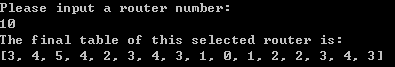 Please input a router number:
10
The final table of this selected router is:
[3, 4, 5, 4, 2, 3, 4, 3, 1, 0, 1, 2, 2, 3, 4, 3]